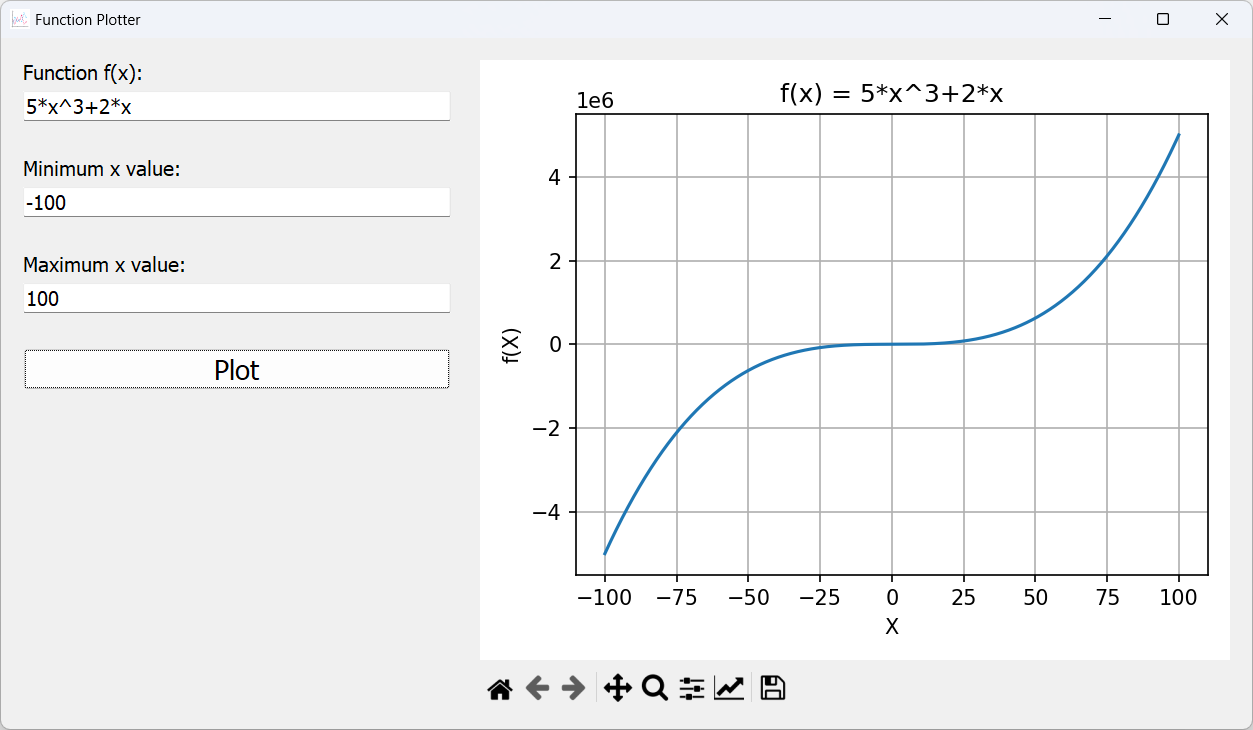 Function Plotter
Function f(x):
5*x^3+2*x
Minimum x value:
-100
Maximum x value:
100
Plot
f(x) = 5*x^3+2*x
1e6
4
2
0
−2
−4
f(X)
−100 −75 −50 −25 0 25 50 75 100
X